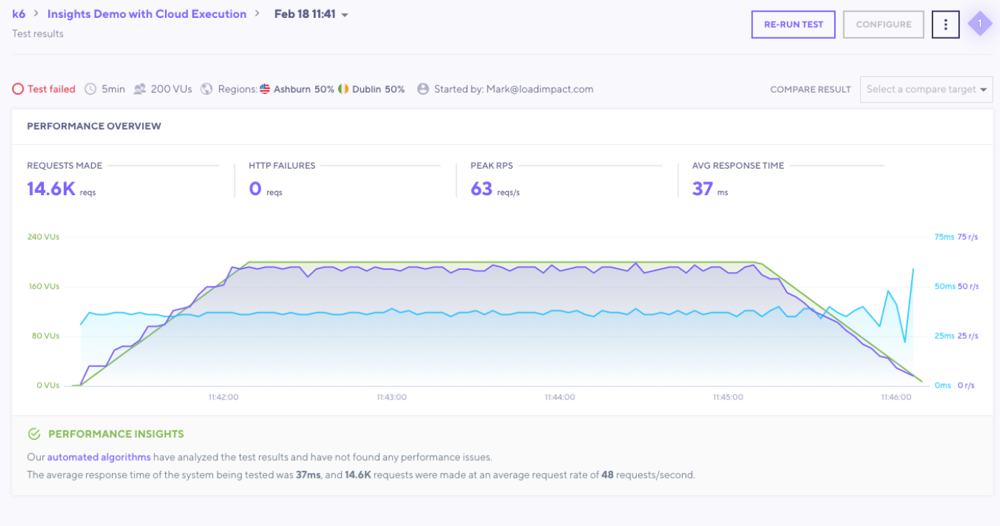 k6 > Insights Demo with Cloud Execution > Feb 18 11:41
Test results
RE-RUN TEST
CONFIGURE
1
Test failed 5min 200 VUs Regions: Ashburn 50% Dublin 50% Started by: Mark@loadimpact.com
COMPARE RESULT Select a compare target
PERFORMANCE OVERVIEW
REQUESTS MADE
14.6K reqs
HTTP FAILURES
0 reqs
PEAK RPS
63 reqs/s
AVG RESPONSE TIME
37 ms
240 VUs
160 VUs
80 VUs
0 VUs
75ms 75 r/s
50ms 50 r/s
25ms 25 r/s
0ms 0 r/s
11:42:00 11:43:00 11:44:00 11:45:00 11:46:00
PERFORMANCE INSIGHTS
Our automated algorithms have analyzed the test results and have not found any performance issues.
The average response time of the system being tested was 37ms, and 14.6K requests were made at an average request rate of 48 requests/second.